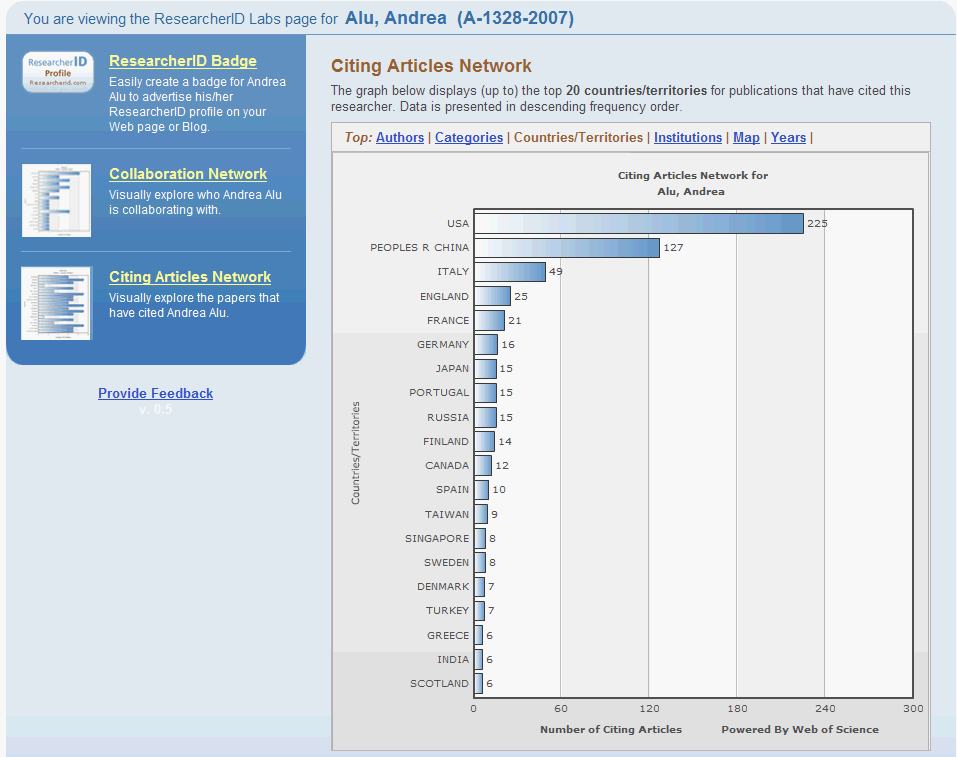 You are viewing the ResearcherID Labs page for Alu, Andrea (A-1328-2007)
ResearcherID
Profile
Researcherid.com
ResearcherID Badge
Easily create a badge for Andrea
Alu to advertise his/her
ResearcherID profile on your
Web page or Blog.
Collaboration Network
Visually explore who Andrea Alu
is collaborating with.
Citing Articles Network
Visually explore the papers that
have cited Andrea Alu.
Provide Feedback
v. 0.5
Citing Articles Network
The graph below displays (up to) the top 20 countries/territories for publications that have cited this
researcher. Data is presented in descending frequency order.
Top: Authors | Categories | Countries/Territories | Institutions | Map | Years |
Citing Articles Network for
Alu, Andrea
Countries/Territories
USA 225
PEOPLES R CHINA 127
ITALY 49
ENGLAND 25
FRANCE 21
GERMANY 16
JAPAN 15
PORTUGAL 15
RUSSIA 15
FINLAND 14
CANADA 12
SPAIN 10
TAIWAN 9
SINGAPORE 8
SWEDEN 8
DENMARK 7
TURKEY 7
GREECE 6
INDIA 6
SCOTLAND 6
0 60 120 180 240 300
Number of Citing Articles Powered By Web of Science